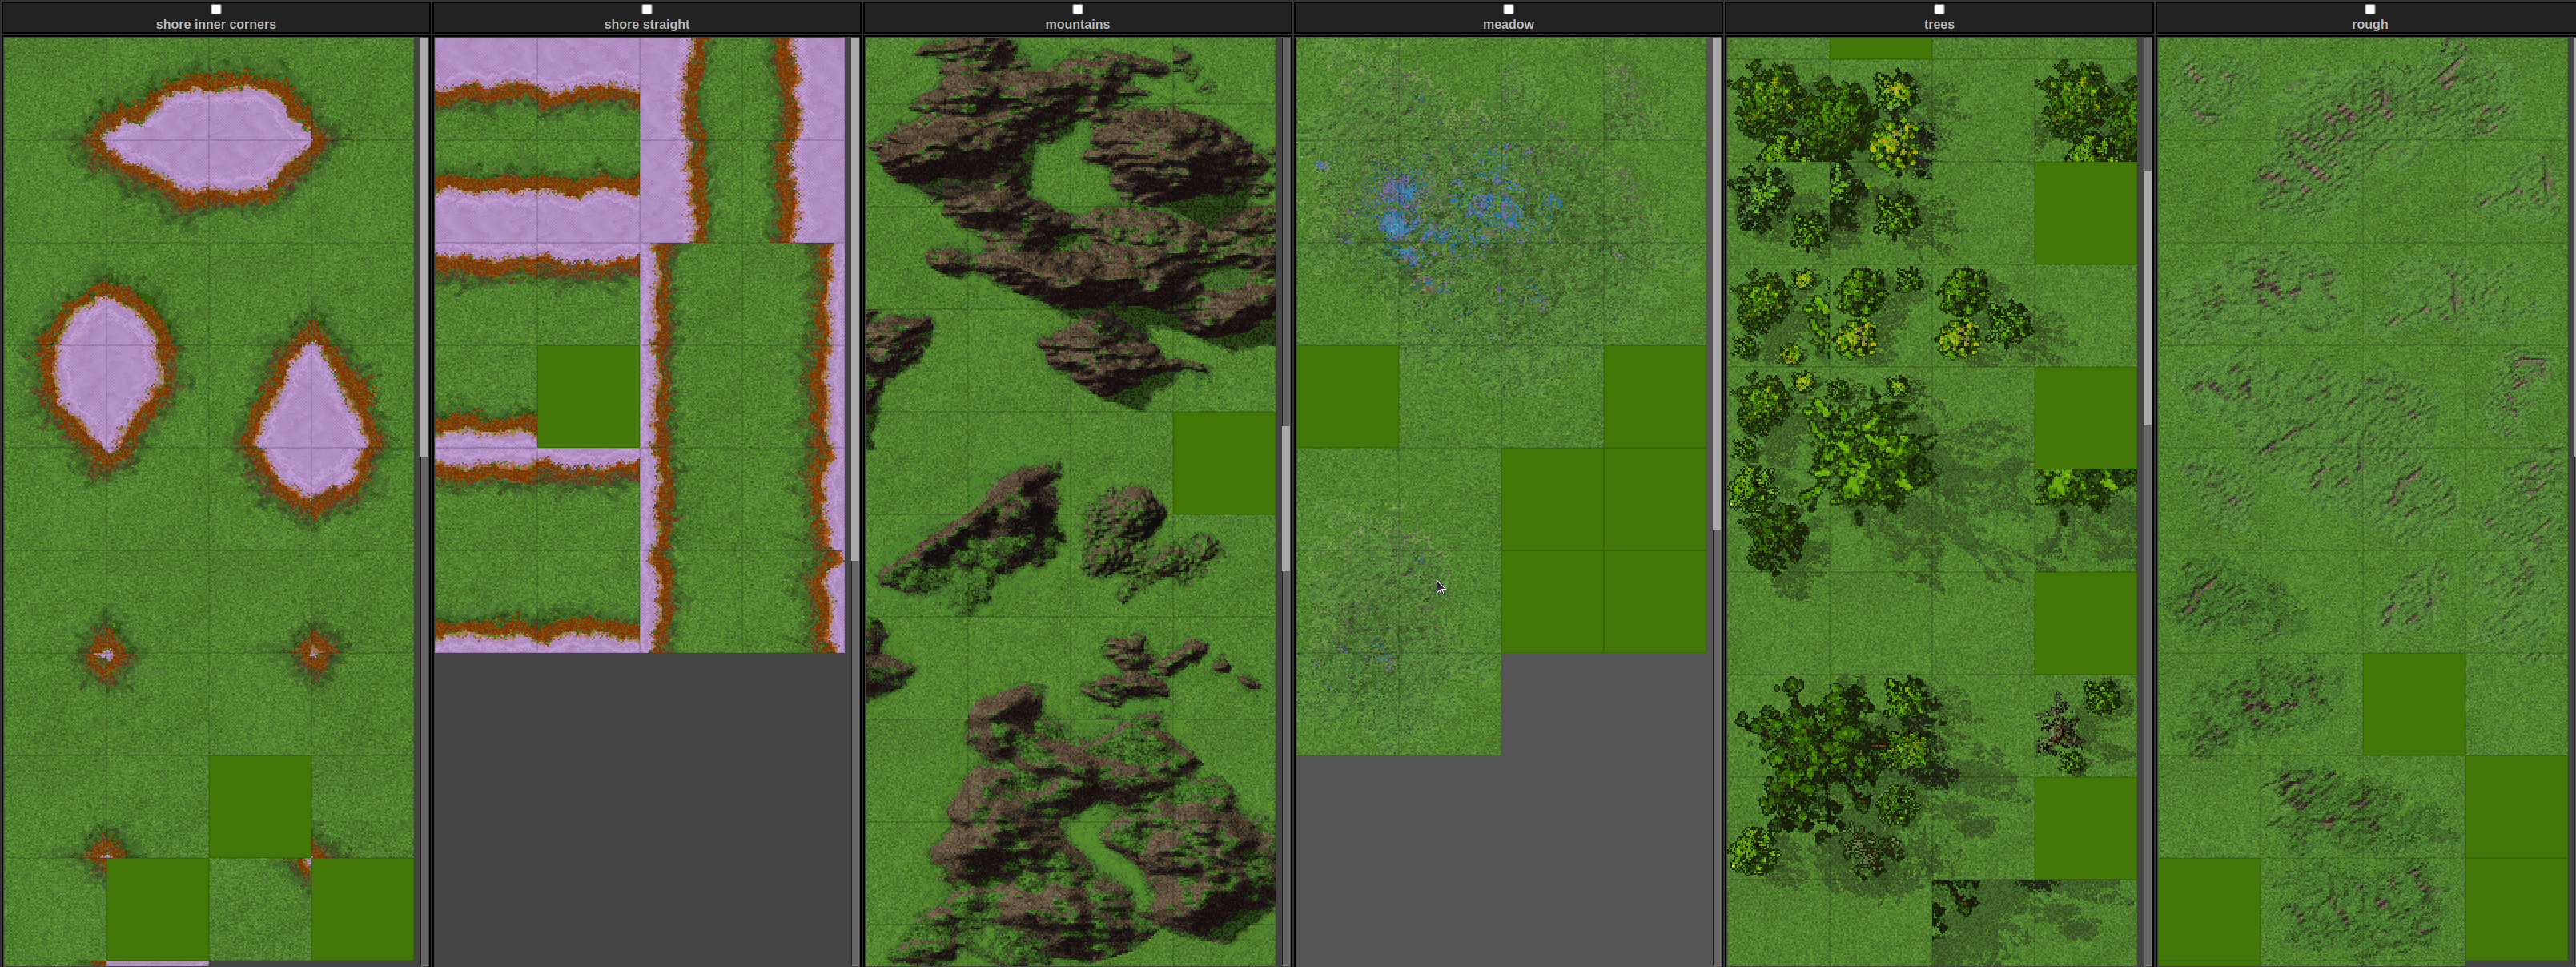 shore inner corners
shore straight
mountains
meadow
trees
rough